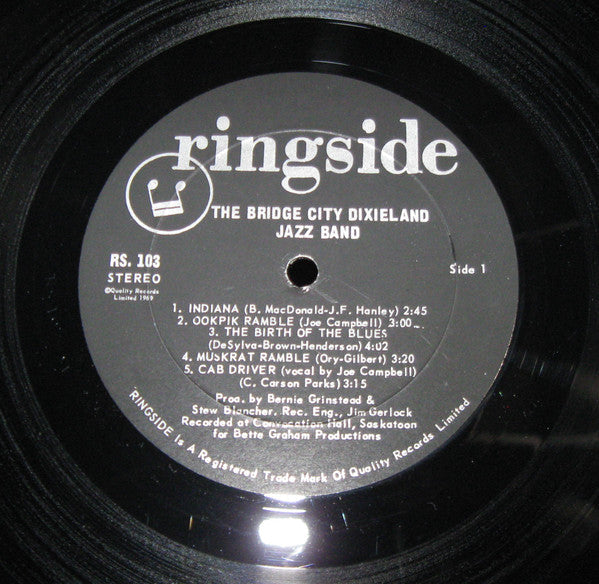 ringside
THE BRIDGE CITY DIXIELAND
JAZZ BAND
RS. 103
STEREO
©Quality Records
Limited 1969
Side 1
1. INDIANA (B. MacDonald-J.F. Hanley) 2:45
2. OOKPIK RAMBLE (Joe Campbell) 3:00
3. THE BIRTH OF THE BLUES
(DeSylva-Brown-Henderson) 4:02
4. MUSKRAT RAMBLE (Ory-Gilbert) 3:20
5. CAB DRIVER (vocal by Joe Campbell)
(C. Carson Parks) 3:15
Prod. by Bernie Grinstead &
Stew Blancher. Rec. Eng., Jim Gerlock
Recorded at Convocation Hall, Saskatoon
for Bette Graham Productions
RINGSIDE Is A Registered Trade Mark Of Quality Records Limited